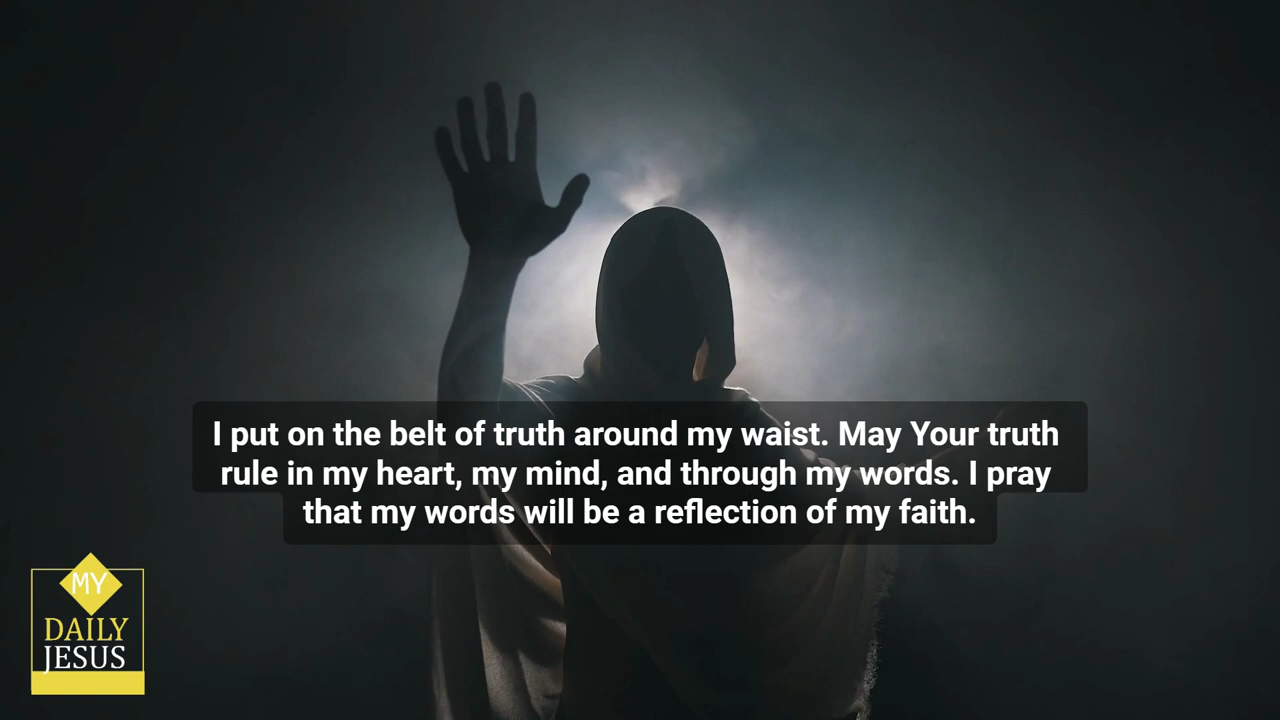 I put on the belt of truth around my waist. May Your truth
rule in my heart, my mind, and through my words. I pray
that my words will be a reflection of my faith.
MY
DAILY
JESUS